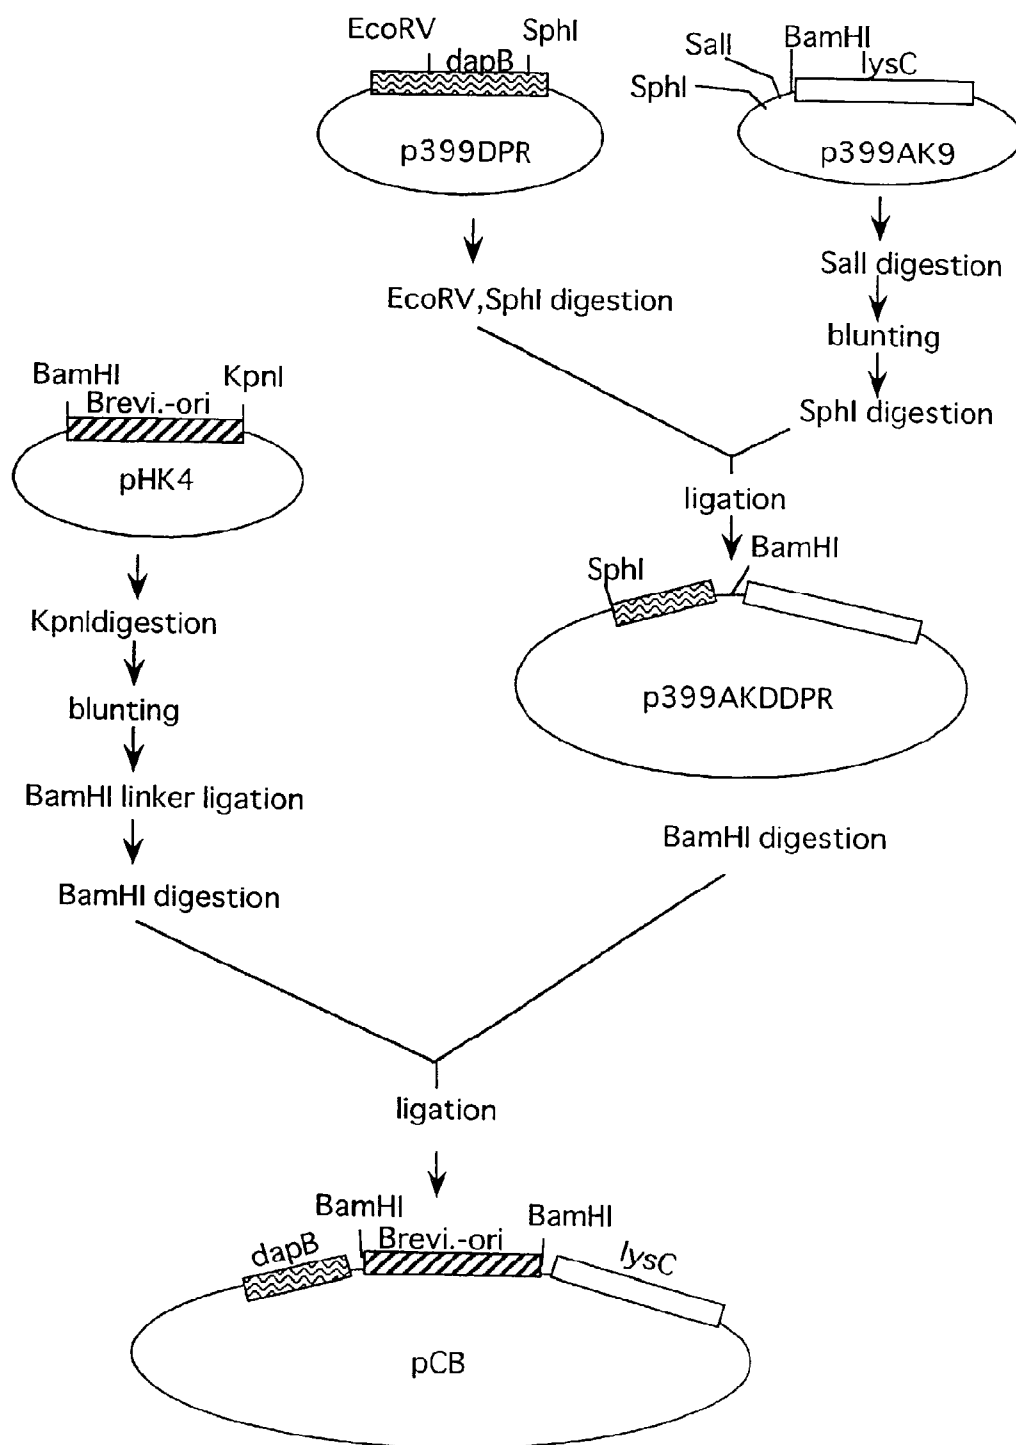 EcoRV SphI
dapB
p399DPR
EcoRV,SphI digestion
SalI BamHI
lysC
SphI
p399AK9
SalI digestion
blunting
SphI digestion
BamHI KpnI
Brevi.-ori
pHK4
KpnIdigestion
blunting
BamHI linker ligation
BamHI digestion
ligation
SphI BamHI
p399AKDDPR
BamHI digestion
ligation
BamHI BamHI
dapB Brevi.-ori lysC
pCB